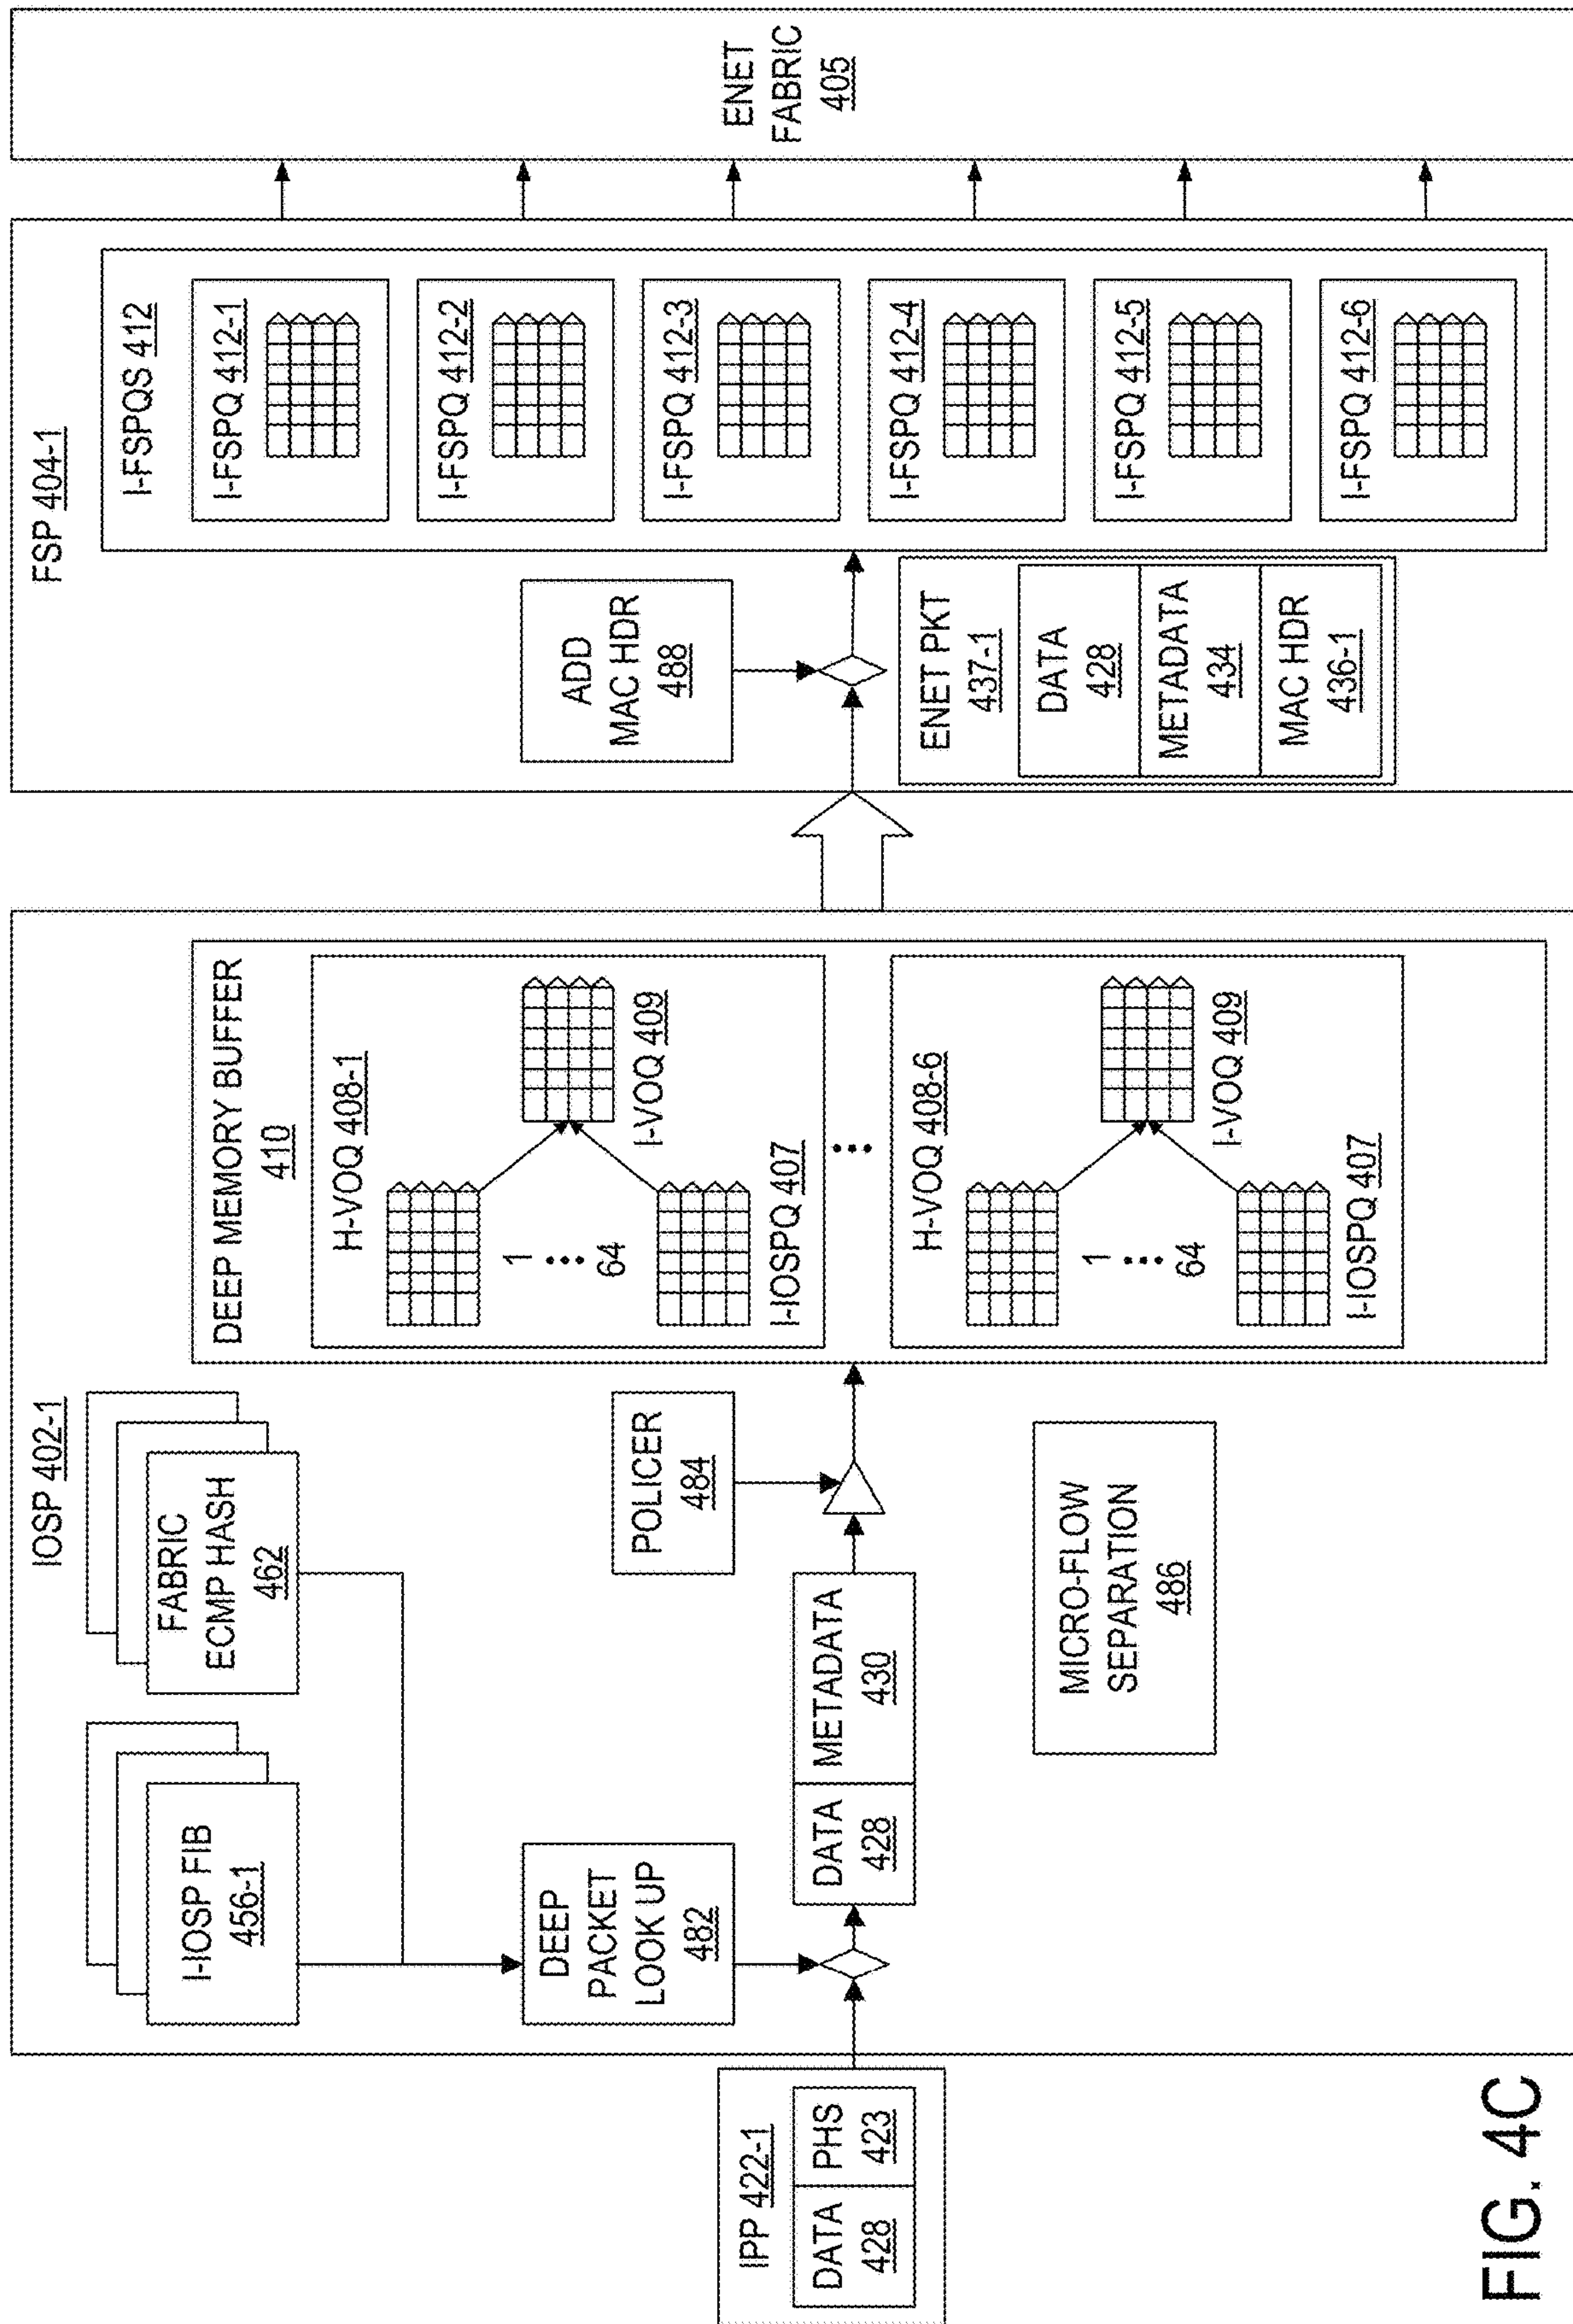 IPP 422-1
DATA
428
PHS
423
IOSP 402-1
I-IOSP FIB
456-1
FABRIC
ECMP HASH
462
DEEP
PACKET
LOOK UP
482
DATA
428
METADATA
430
POLICER
484
MICRO-FLOW
SEPARATION
486
DEEP MEMORY BUFFER
410
H-VOQ 408-1
1
64
I-VOQ 409
I-IOSPQ 407
H-VOQ 408-6
1
64
I-VOQ 409
I-IOSPQ 407
FSP 404-1
ADD
MAC HDR
488
ENET PKT
437-1
DATA
428
METADATA
434
MAC HDR
436-1
I-FSPQS 412
I-FSPQ 412-1
I-FSPQ 412-2
I-FSPQ 412-3
I-FSPQ 412-4
I-FSPQ 412-5
I-FSPQ 412-6
ENET
FABRIC
405
FIG. 4C